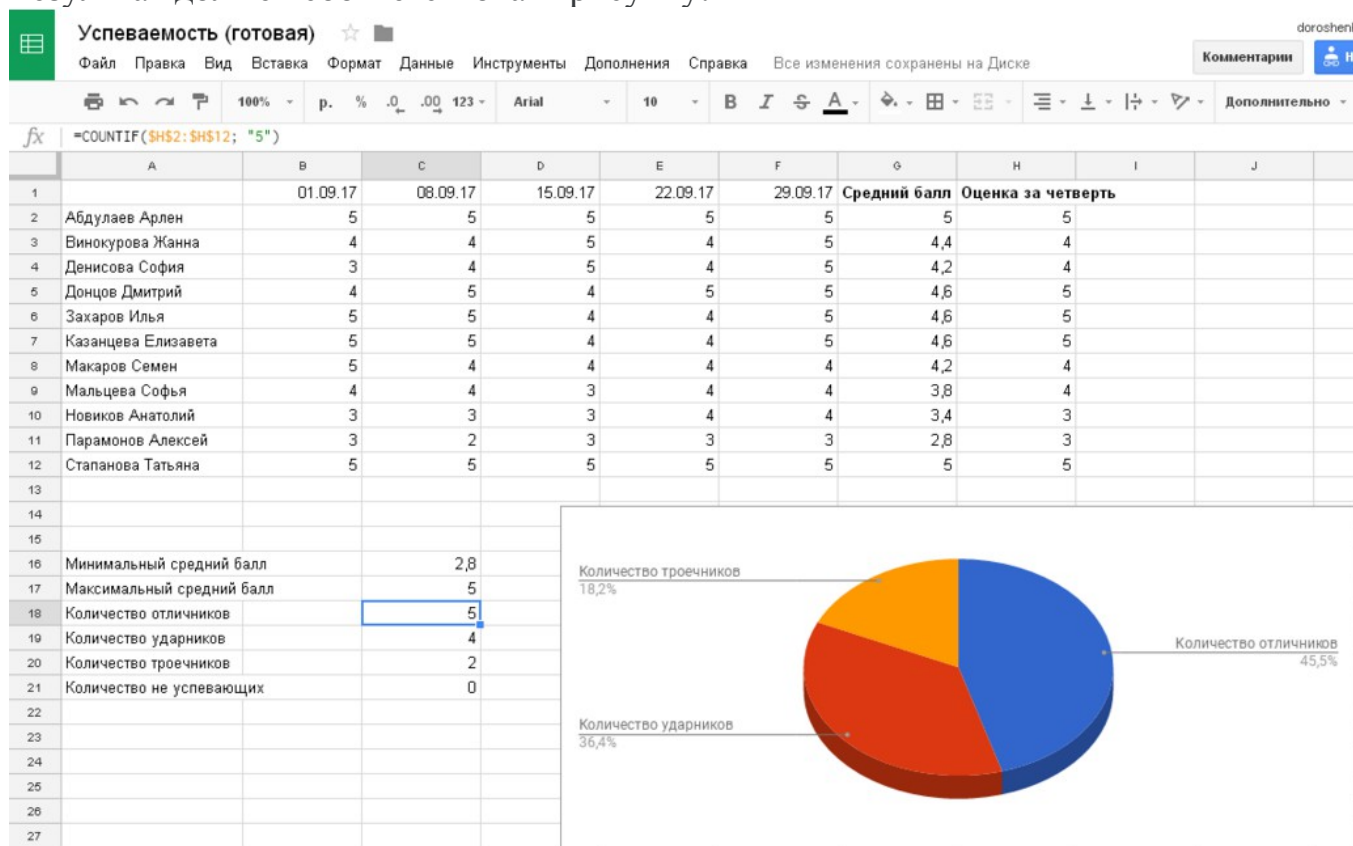 Успеваемость (готовая)
doroshenk
Файл Правка Вид Вставка Формат Данные Инструменты Дополнения Справка Все изменения сохранены на Диске
Комментарии
100% р. % .0 .00 123 Arial 10 B I S A Дополнительно
fx =COUNTIF($H$2:$H$12; "5")
A B C D E F G H I J
1 01.09.17 08.09.17 15.09.17 22.09.17 29.09.17 Средний балл Оценка за четверть
2 Абдулаев Арлен 5 5 5 5 5 5 5
3 Винокурова Жанна 4 4 5 4 5 4,4 4
4 Денисова София 3 4 5 4 5 4,2 4
5 Донцов Дмитрий 4 5 4 5 5 4,6 5
6 Захаров Илья 5 5 4 4 5 4,6 5
7 Казанцева Елизавета 5 5 4 4 5 4,6 5
8 Макаров Семен 5 4 4 4 4 4,2 4
9 Мальцева Софья 4 4 3 4 4 3,8 4
10 Новиков Анатолий 3 3 3 4 4 3,4 3
11 Парамонов Алексей 3 2 3 3 3 2,8 3
12 Стапанова Татьяна 5 5 5 5 5 5 5
13
14
15
16 Минимальный средний балл 2,8
17 Максимальный средний балл 5
18 Количество отличников 5
19 Количество ударников 4
20 Количество троечников 2
21 Количество не успевающих 0
22
23
24
25
26
27
Количество троечников
18,2%
Количество отличников
45,5%
Количество ударников
36,4%